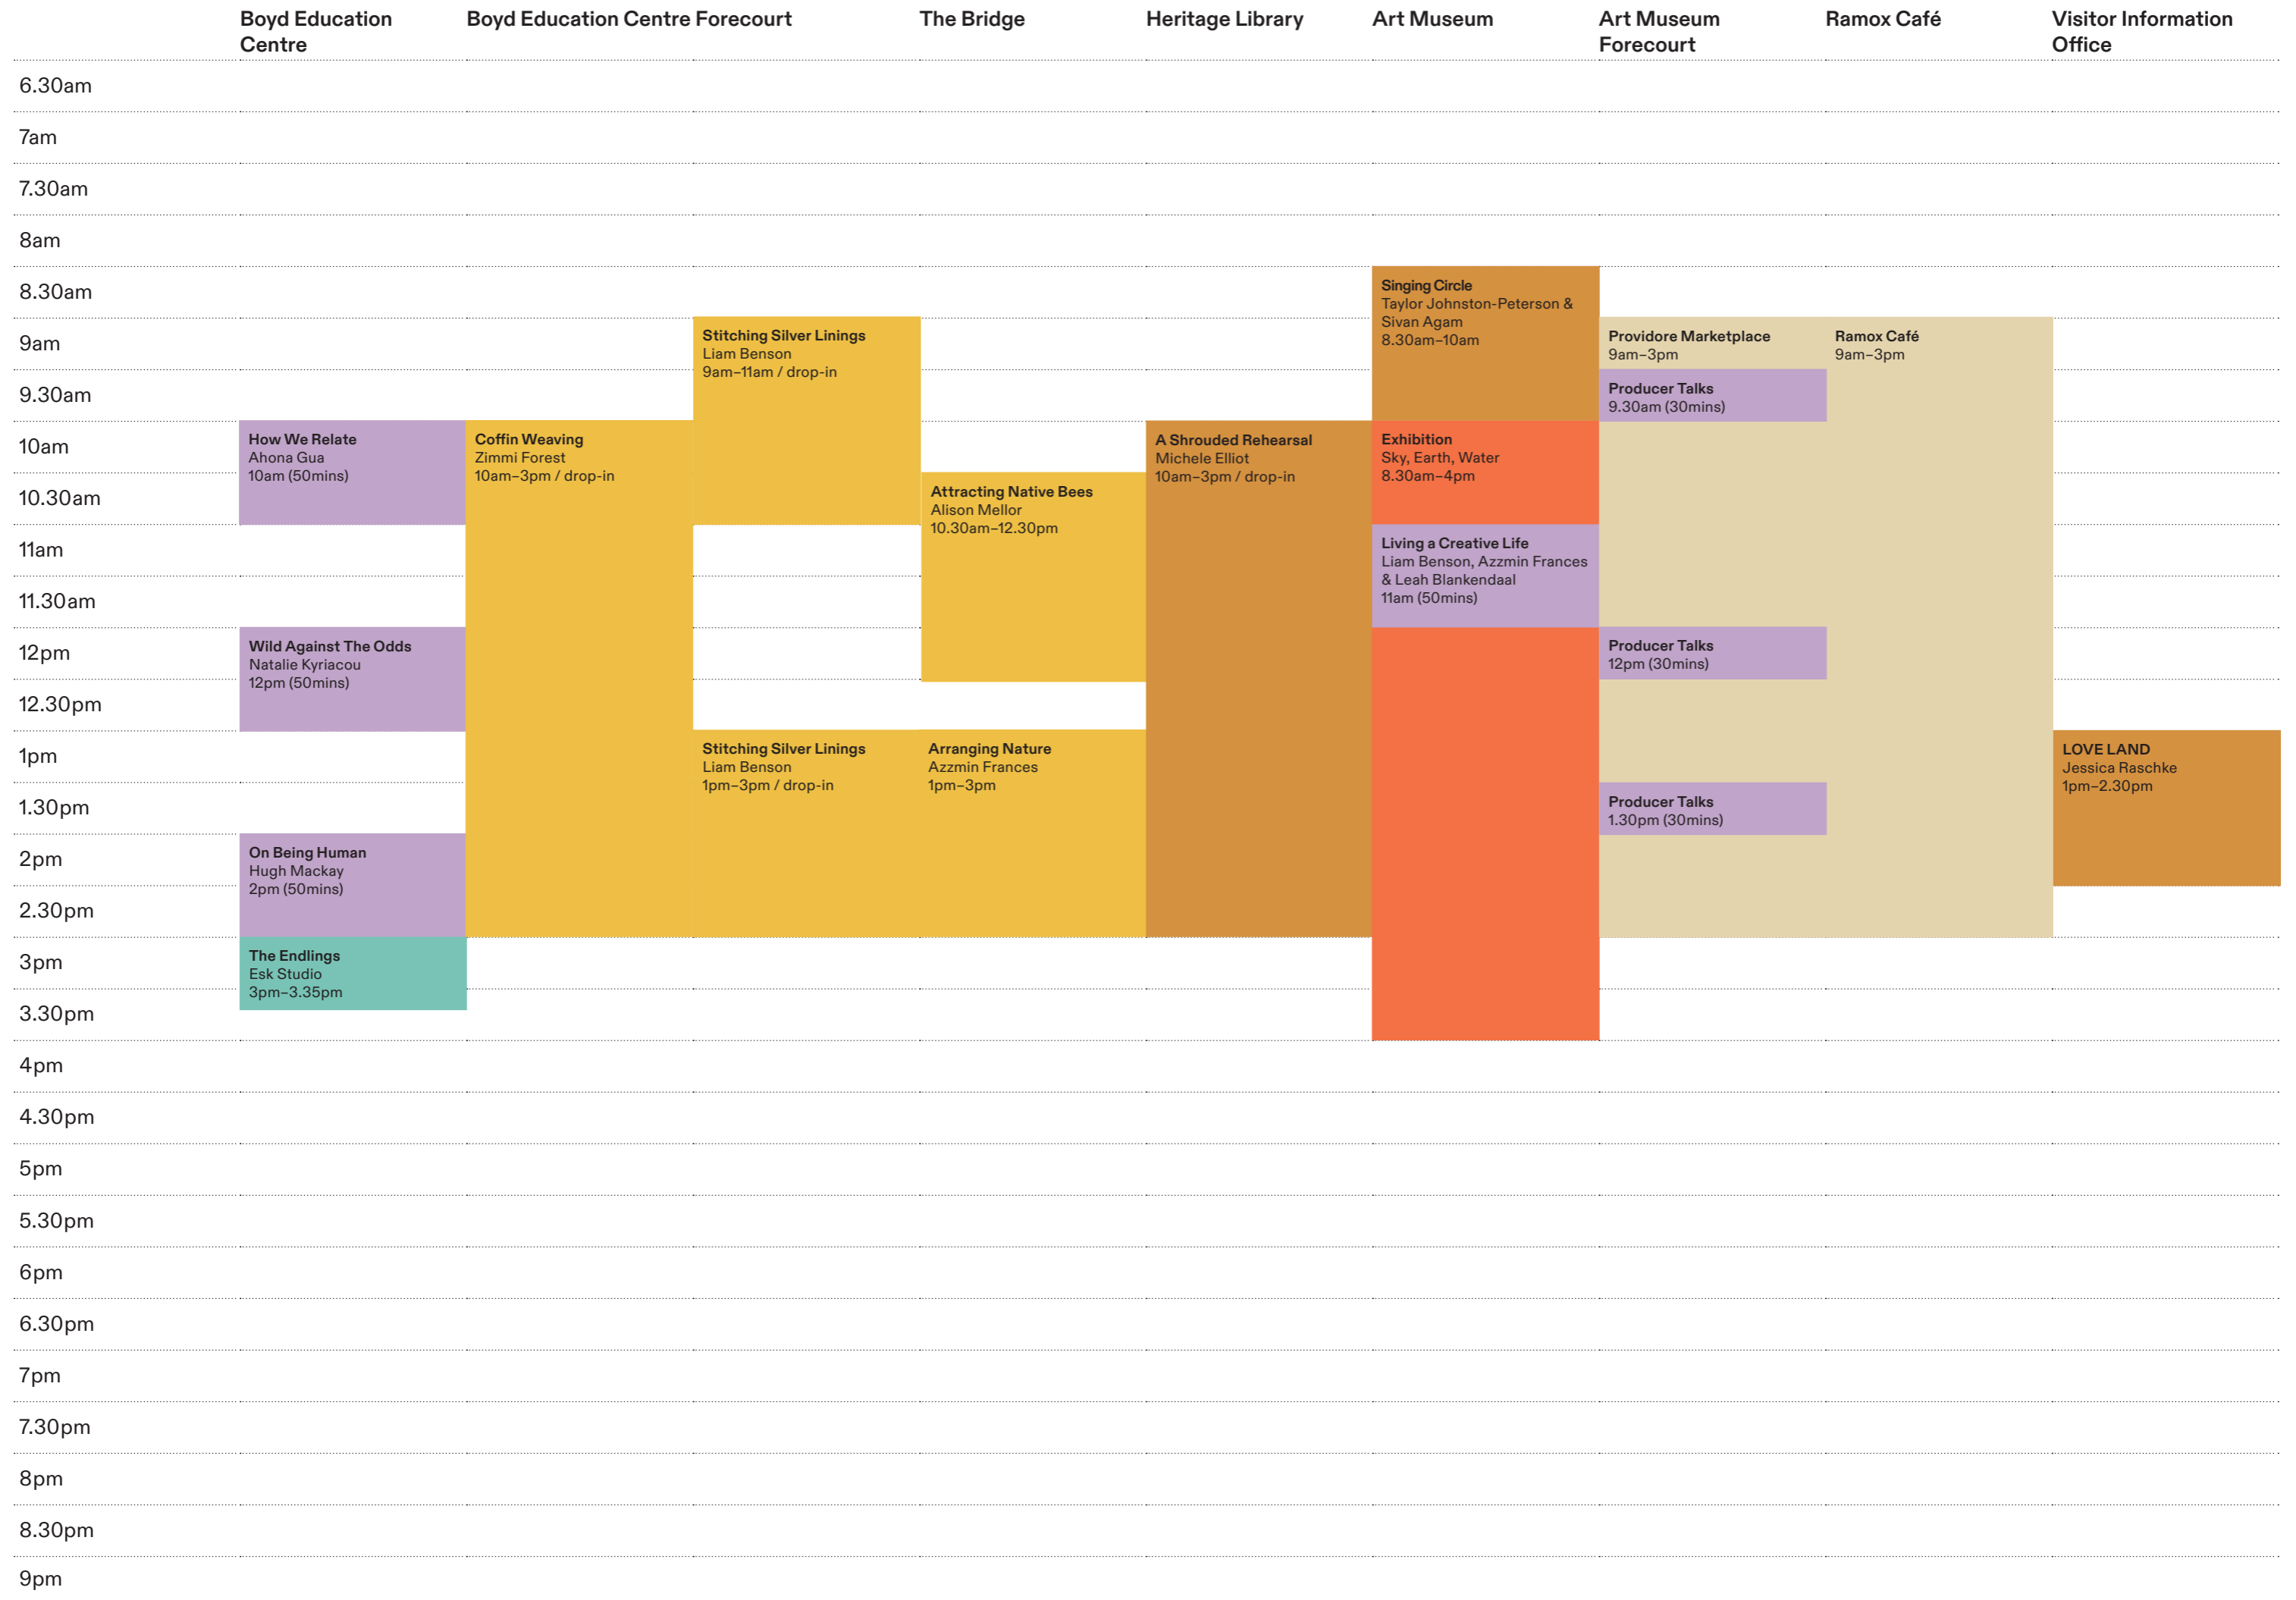 Boyd Education
Centre
Boyd Education Centre Forecourt
The Bridge
Heritage Library
Art Museum
Art Museum
Forecourt
Ramox Café
Visitor Information
Office
6.30am
7am
7.30am
8am
8.30am
9am
9.30am
10am
10.30am
11am
11.30am
12pm
12.30pm
1pm
1.30pm
2pm
2.30pm
3pm
3.30pm
4pm
4.30pm
5pm
5.30pm
6pm
6.30pm
7pm
7.30pm
8pm
8.30pm
9pm
How We Relate
Ahona Gua
10am (50mins)
Wild Against The Odds
Natalie Kyriacou
12pm (50mins)
On Being Human
Hugh Mackay
2pm (50mins)
The Endlings
Esk Studio
3pm–3.35pm
Coffin Weaving
Zimmi Forest
10am–3pm / drop-in
Stitching Silver Linings
Liam Benson
9am–11am / drop-in
Stitching Silver Linings
Liam Benson
1pm–3pm / drop-in
Attracting Native Bees
Alison Mellor
10.30am–12.30pm
Arranging Nature
Azzmin Frances
1pm–3pm
A Shrouded Rehearsal
Michele Elliot
10am–3pm / drop-in
Singing Circle
Taylor Johnston-Peterson &
Sivan Agam
8.30am–10am
Exhibition
Sky, Earth, Water
8.30am–4pm
Living a Creative Life
Liam Benson, Azzmin Frances
& Leah Blankendaal
11am (50mins)
Providore Marketplace
9am–3pm
Producer Talks
9.30am (30mins)
Producer Talks
12pm (30mins)
Producer Talks
1.30pm (30mins)
Ramox Café
9am–3pm
LOVE LAND
Jessica Raschke
1pm–2.30pm